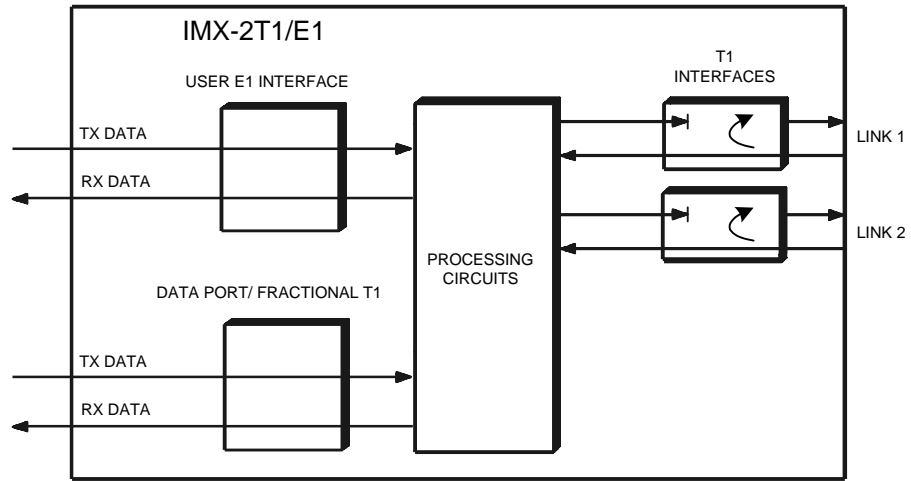 IMX-2T1/E1
USER E1 INTERFACE
T1
INTERFACES
TX DATA
RX DATA
LINK 1
LINK 2
PROCESSING
CIRCUITS
DATA PORT/ FRACTIONAL T1
TX DATA
RX DATA